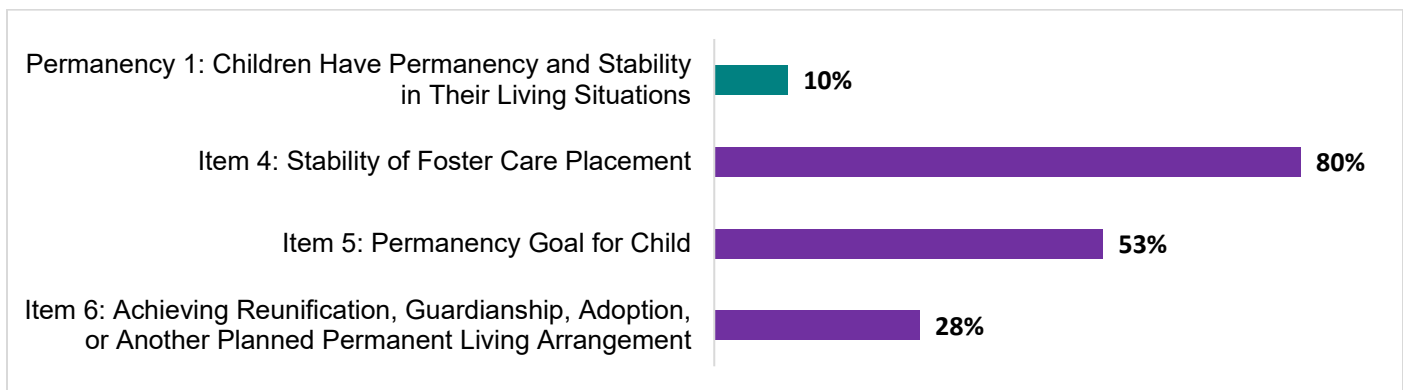 Permanency 1: Children Have Permanency and Stability
in Their Living Situations
10%
Item 4: Stability of Foster Care Placement
80%
Item 5: Permanency Goal for Child
53%
Item 6: Achieving Reunification, Guardianship, Adoption,
or Another Planned Permanent Living Arrangement
28%